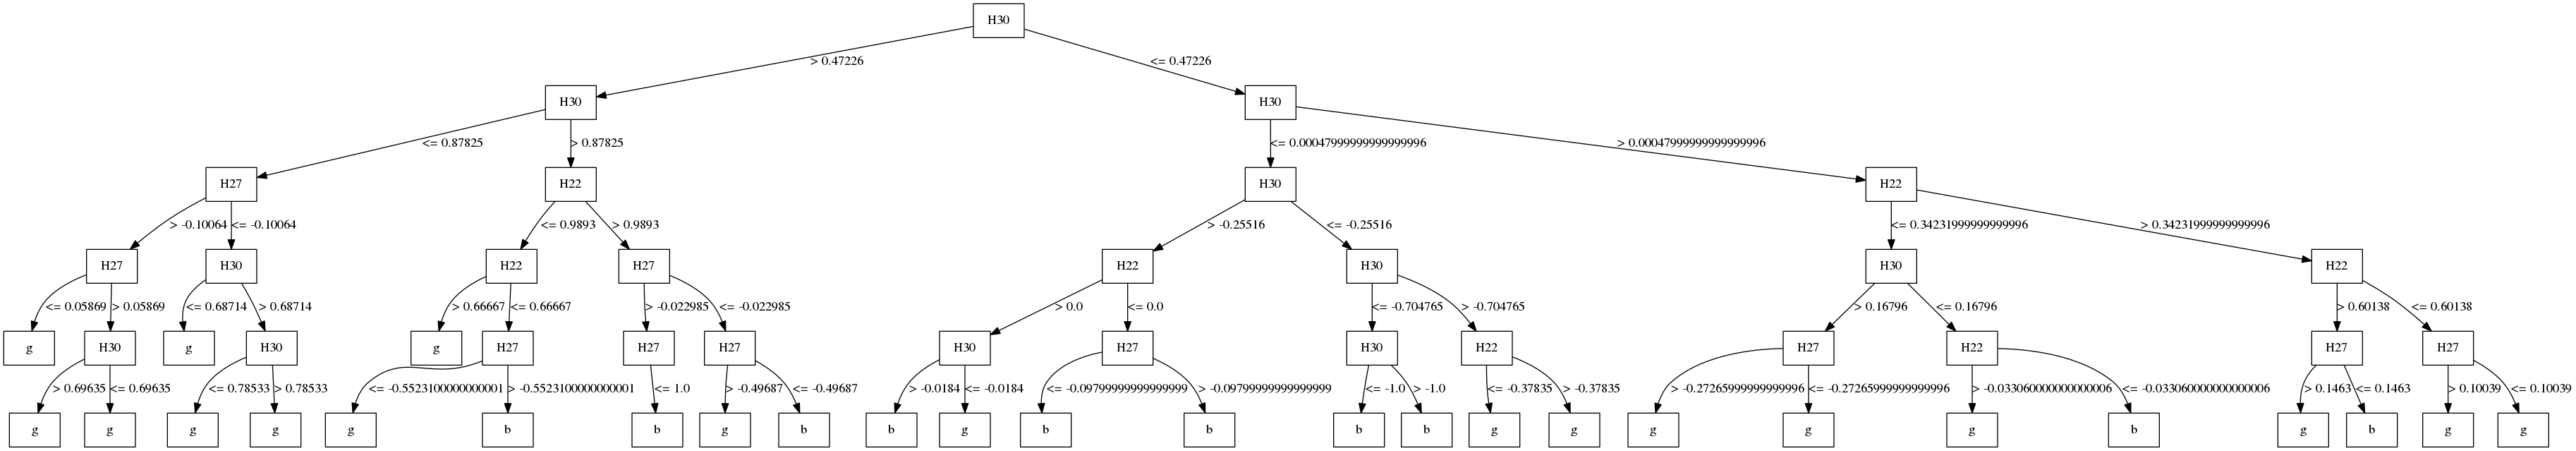 H30
> 0.47226 <= 0.47226
H30 H30
<= 0.87825 > 0.87825 <= 0.00047999999999999996 > 0.00047999999999999996
H27 H22 H30 H22
> -0.10064 <= -0.10064 <= 0.9893 > 0.9893 > -0.25516 <= -0.25516 <= 0.34231999999999996 > 0.34231999999999996
H27 H30 H22 H27 H22 H30 H30 H22
<= 0.05869 > 0.05869 <= 0.68714 > 0.68714 > 0.66667 <= 0.66667 > -0.022985 <= -0.022985 > 0.0 <= 0.0 <= -0.704765 > -0.704765 > 0.16796 <= 0.16796 > 0.60138 <= 0.60138
g H30 g H30 g H27 H27 H27 H30 H27 H30 H22 H27 H22 H27 H27
> 0.69635 <= 0.69635 <= 0.78533 > 0.78533 <= -0.5523100000000001 > -0.5523100000000001 <= 1.0 > -0.49687 <= -0.49687 > -0.0184 <= -0.0184 <= -0.09799999999999999 > -0.09799999999999999 <= -1.0 > -1.0 <= -0.37835 > -0.37835 > -0.27265999999999996 <= -0.27265999999999996 > -0.033060000000000006 <= -0.033060000000000006 > 0.1463 <= 0.1463 > 0.10039 <= 0.10039
g g g g g b b g b b g b b b b g g g g g b g b g g